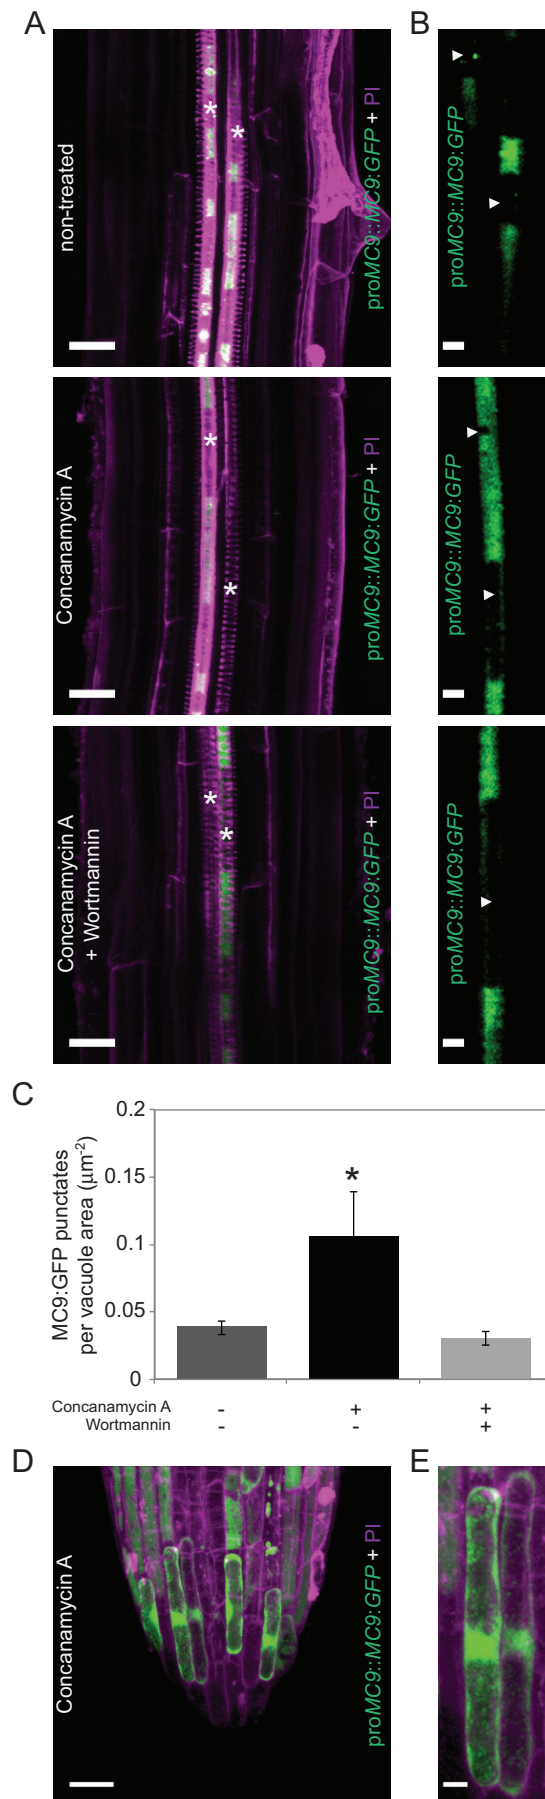 A
B
non-treated
proMC9::MC9:GFP + PI
proMC9::MC9:GFP
*
*
Concanamycin A
proMC9::MC9:GFP + PI
proMC9::MC9:GFP
*
*
Concanamycin A
+ Wortmannin
proMC9::MC9:GFP + PI
proMC9::MC9:GFP
*
*
C
MC9:GFP punctates
per vacuole area (μm⁻²)
0.2
0.15
0.1
0.05
0
*
Concanamycin A - + +
Wortmannin - - +
D
E
Concanamycin A
proMC9::MC9:GFP + PI